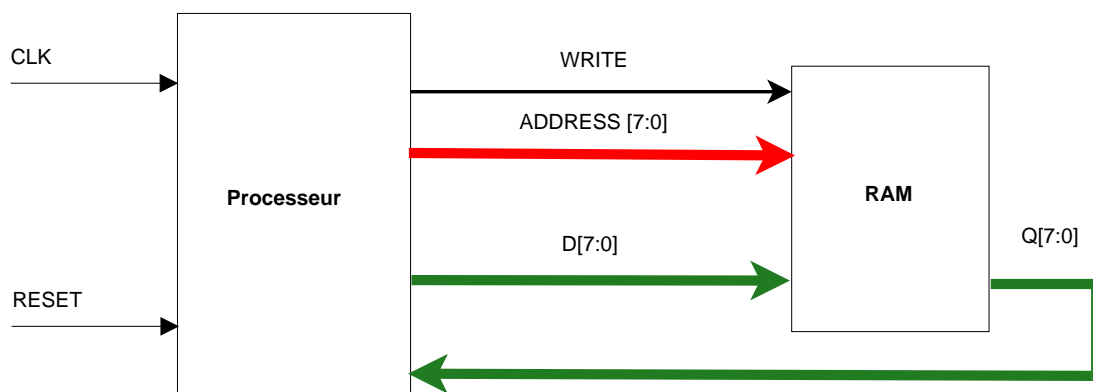 CLK
WRITE
ADDRESS [7:0]
Processeur
RAM
D[7:0]
Q[7:0]
RESET